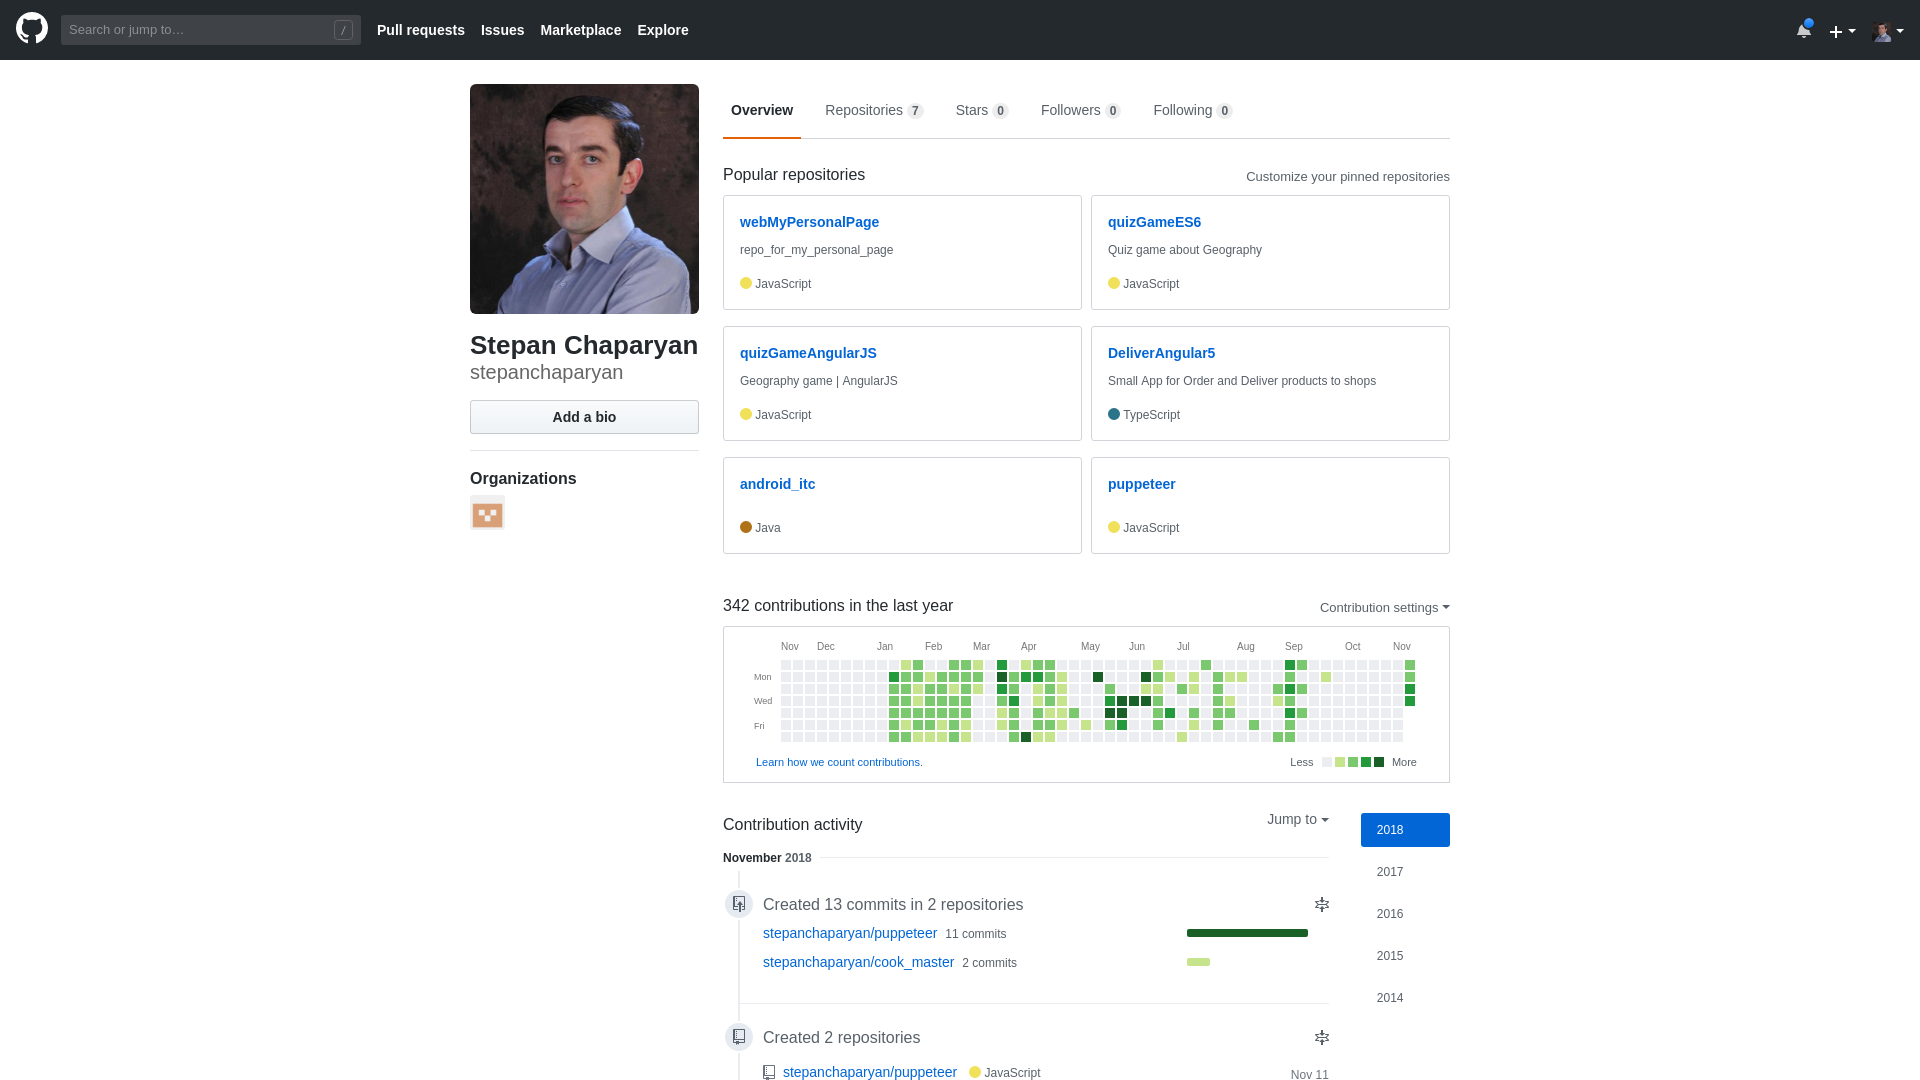 Search or jump to… /
Pull requests Issues Marketplace Explore
Overview Repositories 7 Stars 0 Followers 0 Following 0
Popular repositories
Customize your pinned repositories
webMyPersonalPage
repo_for_my_personal_page
JavaScript
quizGameES6
Quiz game about Geography
JavaScript
quizGameAngularJS
Geography game | AngularJS
JavaScript
DeliverAngular5
Small App for Order and Deliver products to shops
TypeScript
android_itc
Java
puppeteer
JavaScript
Stepan Chaparyan
stepanchaparyan
Add a bio
Organizations
342 contributions in the last year
Contribution settings
Nov Dec Jan Feb Mar Apr May Jun Jul Aug Sep Oct Nov
Mon
Wed
Fri
Learn how we count contributions.
Less More
Contribution activity
Jump to
2018
2017
2016
2015
2014
November 2018
Created 13 commits in 2 repositories
stepanchaparyan/puppeteer 11 commits
stepanchaparyan/cook_master 2 commits
Created 2 repositories
stepanchaparyan/puppeteer JavaScript Nov 11